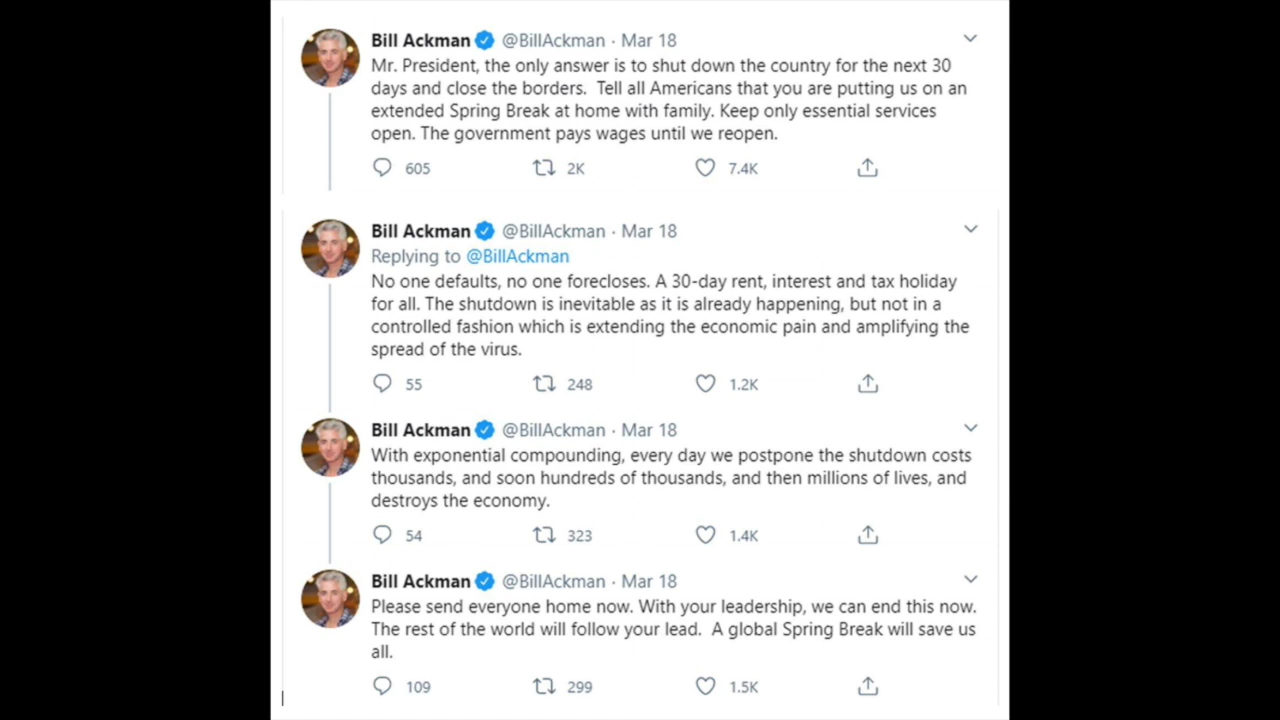 Bill Ackman @BillAckman · Mar 18
Mr. President, the only answer is to shut down the country for the next 30
days and close the borders.  Tell all Americans that you are putting us on an
extended Spring Break at home with family. Keep only essential services
open. The government pays wages until we reopen.
605 2K 7.4K
Bill Ackman @BillAckman · Mar 18
Replying to @BillAckman
No one defaults, no one forecloses. A 30-day rent, interest and tax holiday
for all. The shutdown is inevitable as it is already happening, but not in a
controlled fashion which is extending the economic pain and amplifying the
spread of the virus.
55 248 1.2K
Bill Ackman @BillAckman · Mar 18
With exponential compounding, every day we postpone the shutdown costs
thousands, and soon hundreds of thousands, and then millions of lives, and
destroys the economy.
54 323 1.4K
Bill Ackman @BillAckman · Mar 18
Please send everyone home now. With your leadership, we can end this now.
The rest of the world will follow your lead.  A global Spring Break will save us
all.
109 299 1.5K